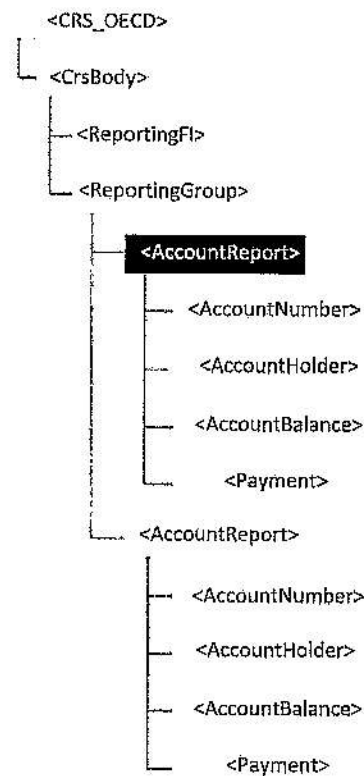 <CRS_OECD>
<CrsBody>
<ReportingFI>
<ReportingGroup>
<AccountReport>
<AccountNumber>
<AccountHolder>
<AccountBalance>
<Payment>
<AccountReport>
<AccountNumber>
<AccountHolder>
<AccountBalance>
<Payment>